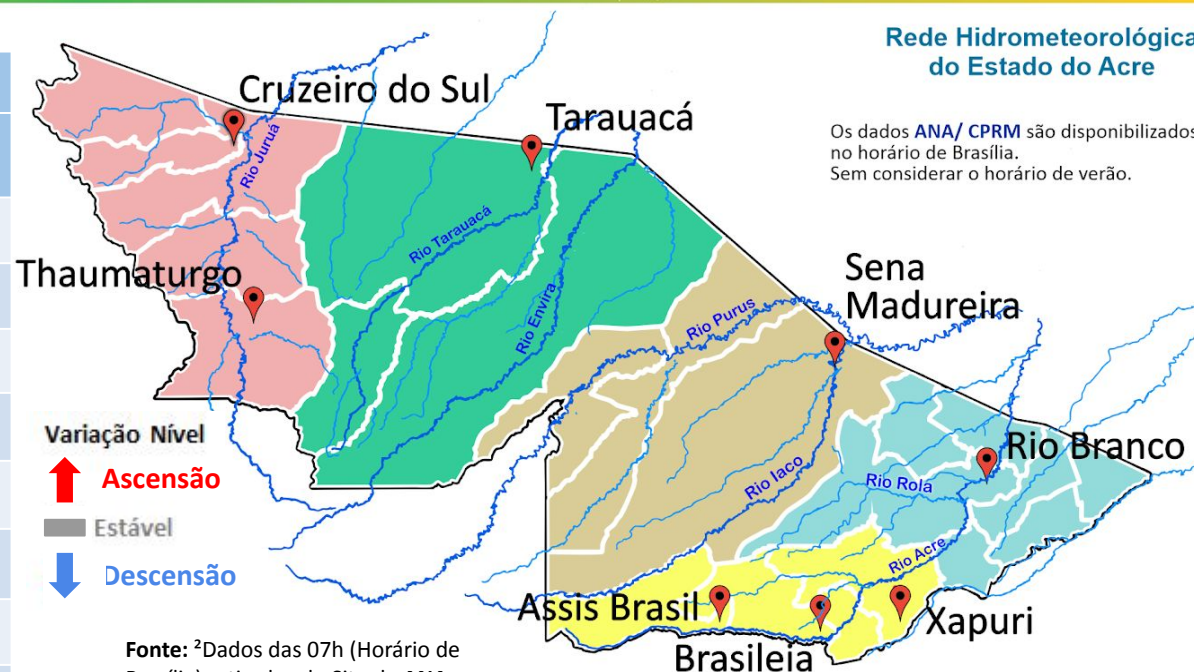 Rede Hidrometeorológica
do Estado do Acre
Os dados ANA/ CPRM são disponibilizados
no horário de Brasília.
Sem considerar o horário de verão.
Cruzeiro do Sul
Tarauacá
Rio Juruá
Rio Tarauacá
Thaumaturgo
Rio Envira
Sena
Madureira
Rio Purus
Variação Nível
Ascensão
Estável
Descensão
Rio Branco
Rio Iaco
Rio Rola
Rio Acre
Assis Brasil
Xapuri
Brasileia
Fonte: ²Dados das 07h (Horário de